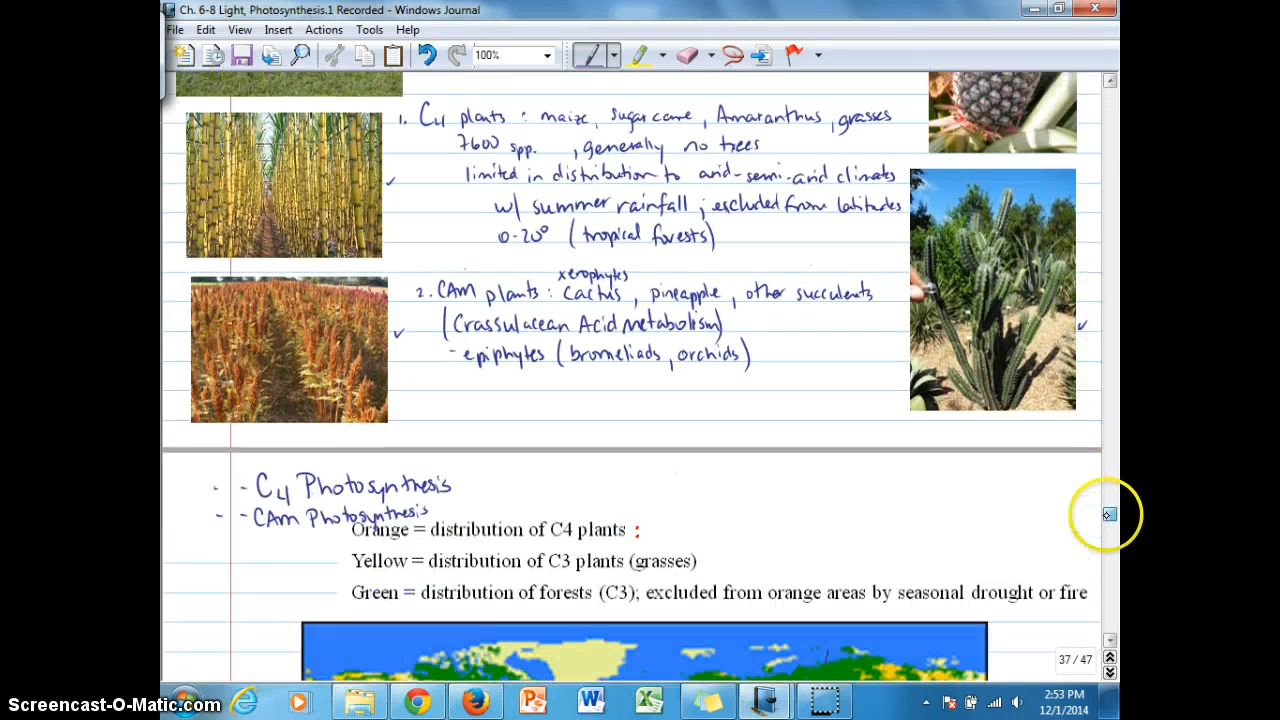 Ch. 6-8 Light, Photosynthesis.1 Recorded - Windows Journal
File Edit View Insert Actions Tools Help
100%
1. C4 plants : maize, sugar cane, Amaranthus, grasses
7600 spp. , generally no trees
limited in distribution to arid-semi-arid climates
w/ summer rainfall ; excluded from latitudes
0-20° (tropical forests)
xerophytes
2. CAM plants : cactus, pineapple, other succulents
(Crassulacean Acid Metabolism)
- epiphytes (bromeliads, orchids)
- - C4 Photosynthesis
- - CAM Photosynthesis
Orange = distribution of C4 plants :
Yellow = distribution of C3 plants (grasses)
Green = distribution of forests (C3); excluded from orange areas by seasonal drought or fire
37 / 47
Screencast-O-Matic.com
2:53 PM
12/1/2014